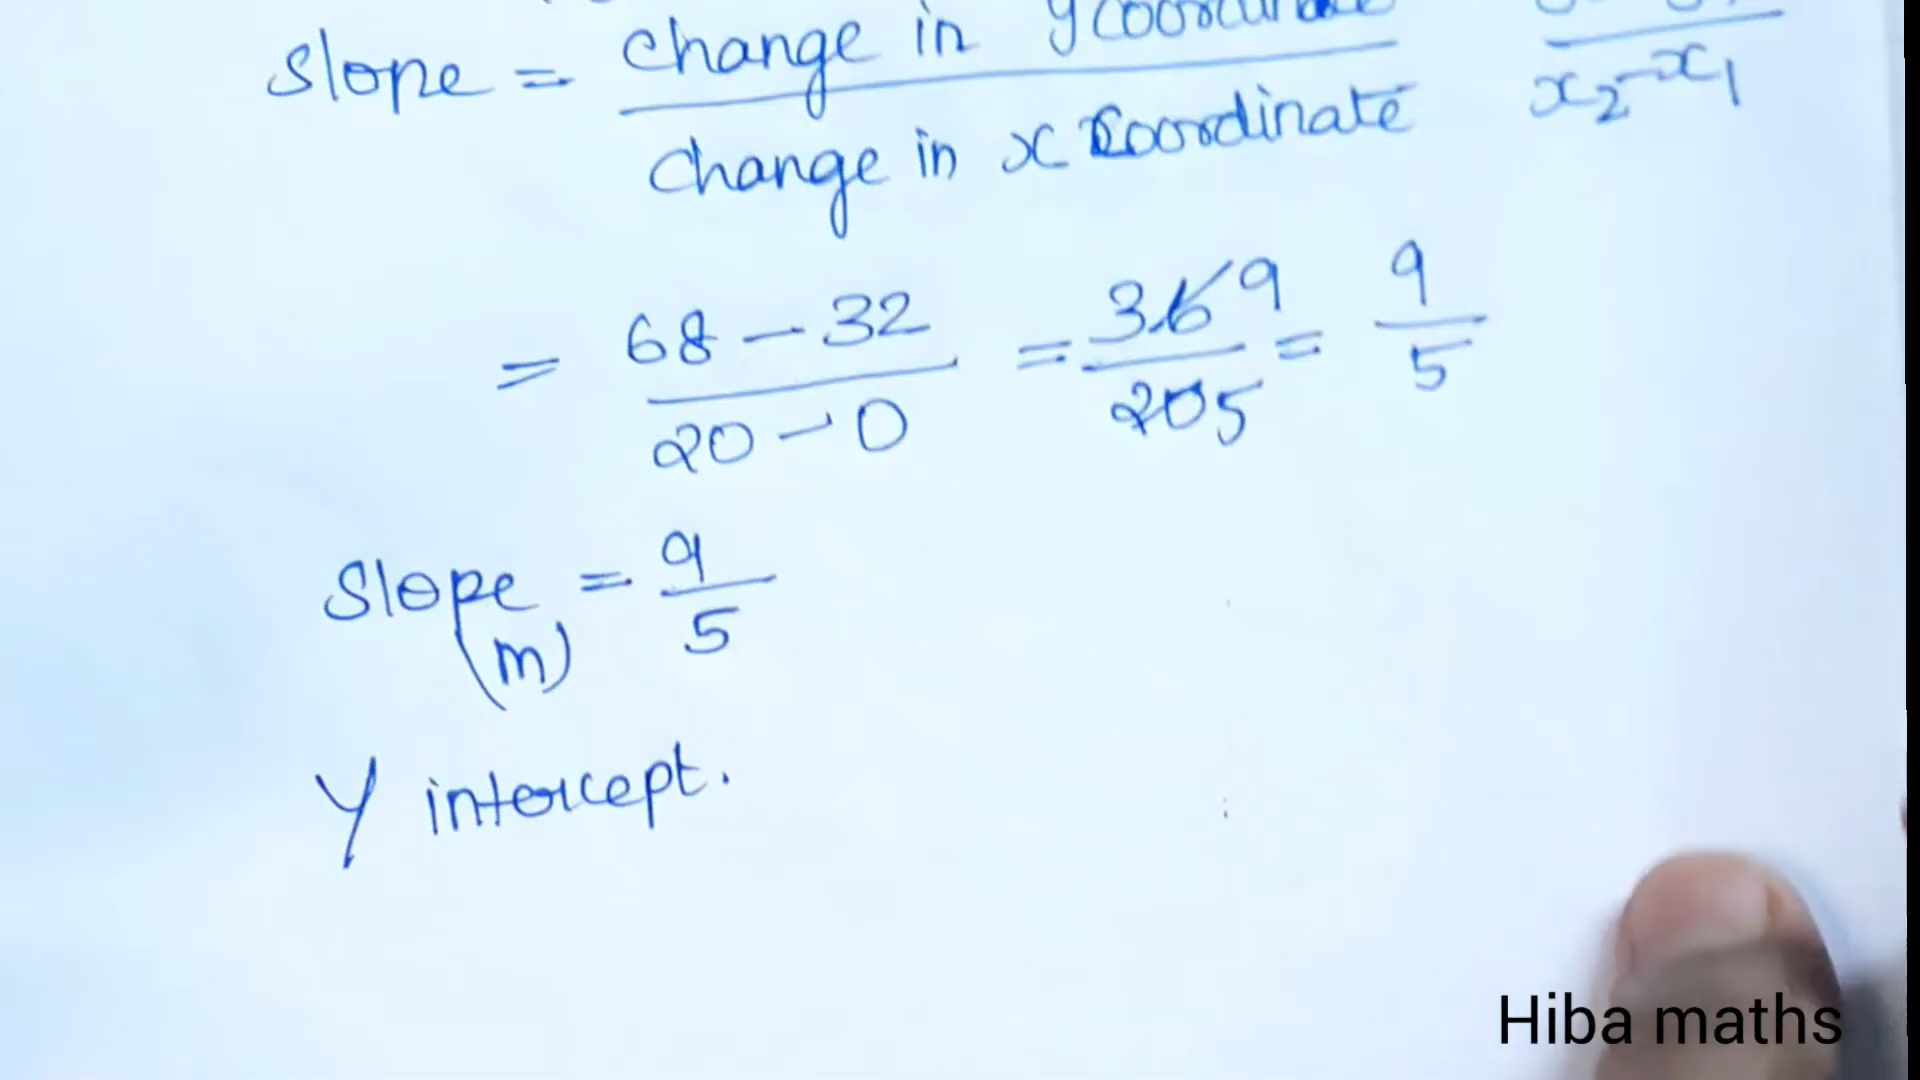 Slope = change in y coordinate / change in x coordinate x₂-x₁
= 68-32 / 20-0 = 36 9 / 20 5 = 9 / 5
Slope = 9 / 5
(m)
Y intercept.
Hiba maths